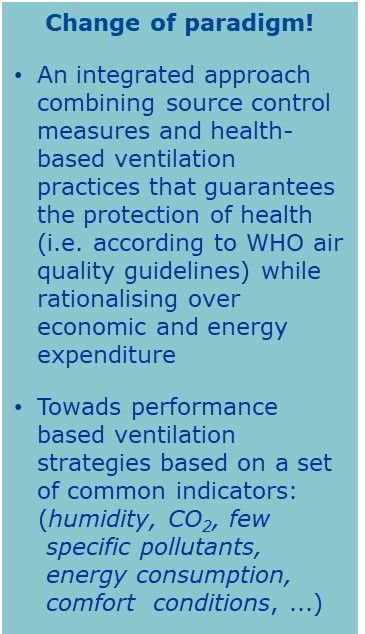 Change of paradigm!
• An integrated approach
combining source control
measures and health-
based ventilation
practices that guarantees
the protection of health
(i.e. according to WHO air
quality guidelines) while
rationalising over
economic and energy
expenditure
• Towads performance
based ventilation
strategies based on a set
of common indicators:
(humidity, CO₂, few
specific pollutants,
energy consumption,
comfort conditions, ...)